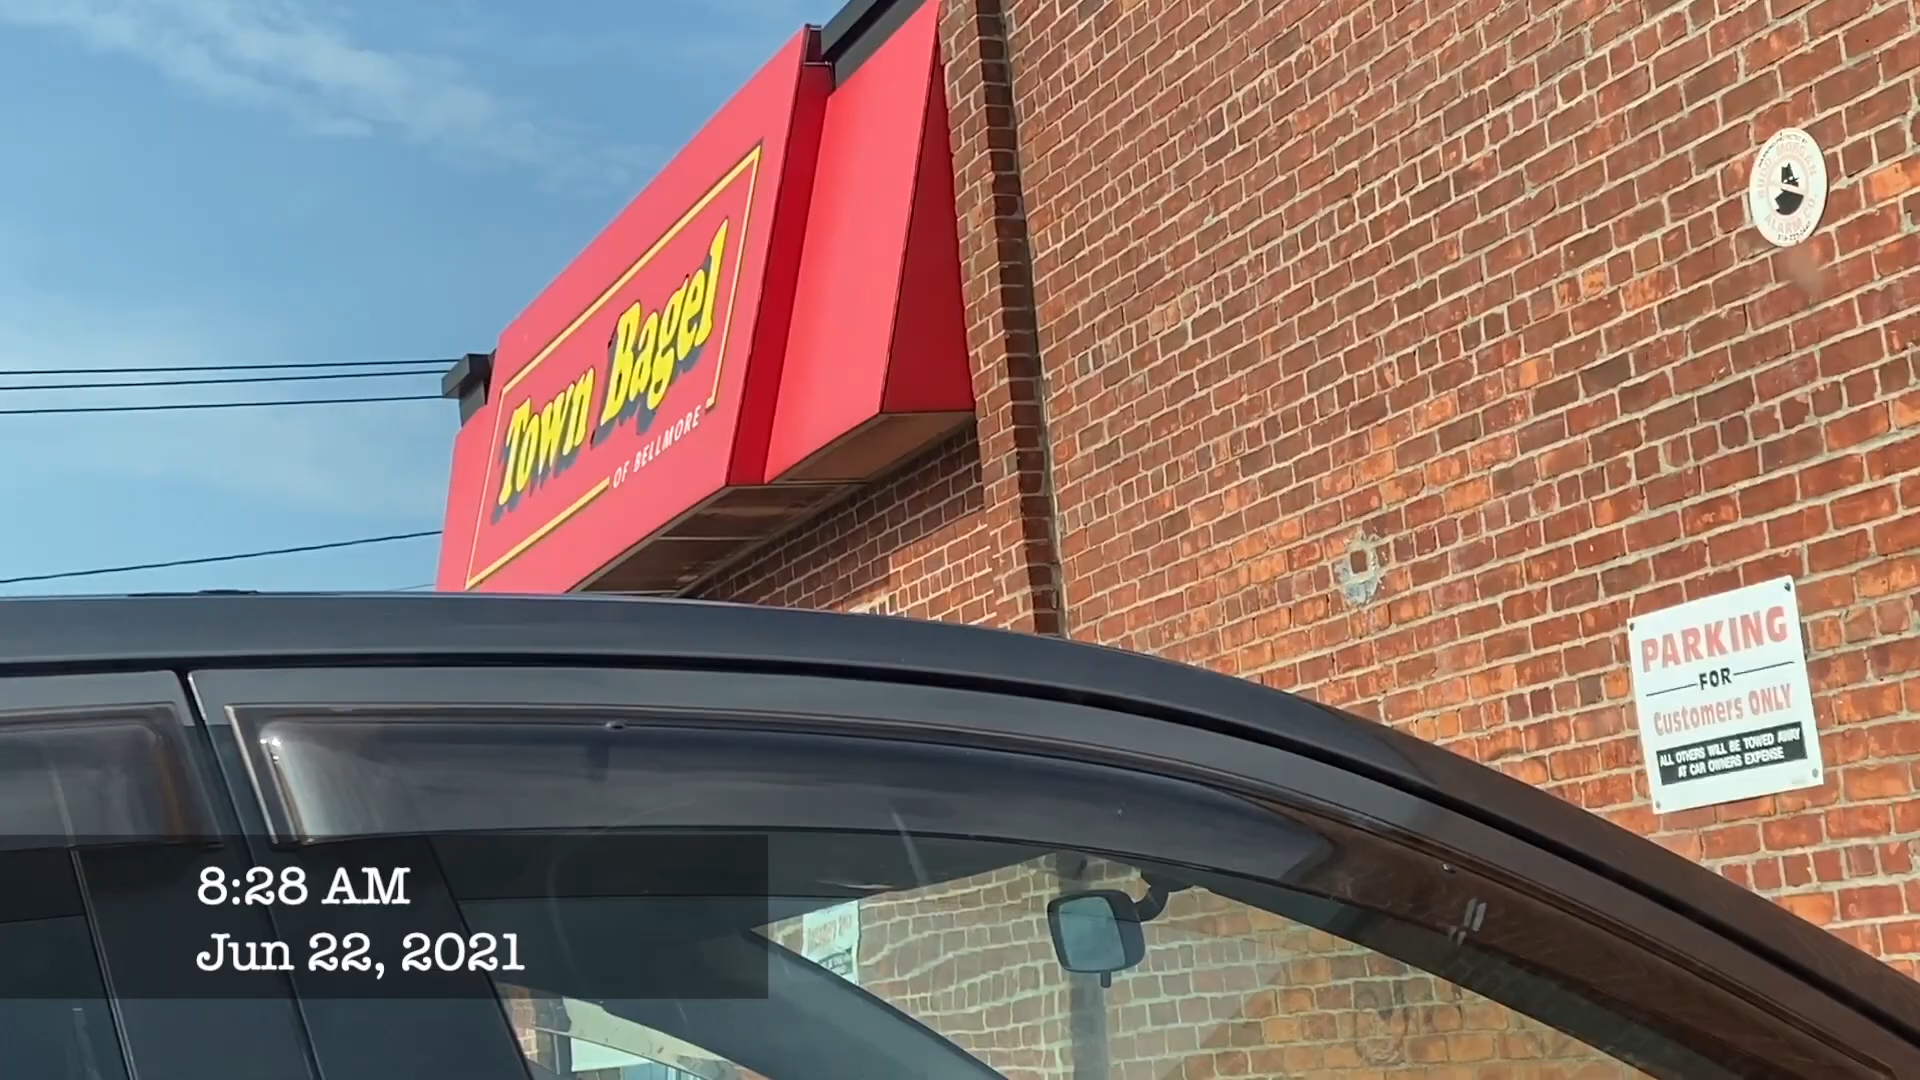 Town Bagel
OF BELLMORE
PARKING
FOR
Customers ONLY
ALL OTHERS WILL BE TOWED AWAY
AT CAR OWNERS EXPENSE
8:28 AM
Jun 22, 2021